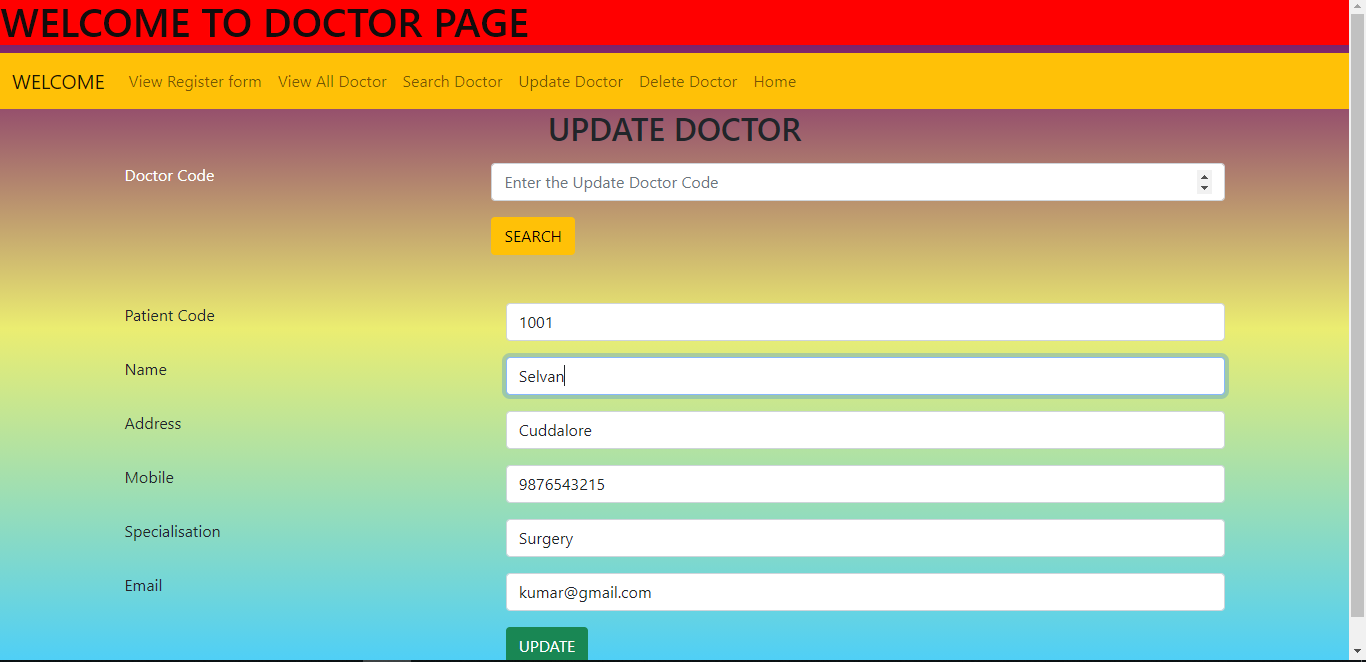 WELCOME TO DOCTOR PAGE
WELCOME View Register form View All Doctor Search Doctor Update Doctor Delete Doctor Home
UPDATE DOCTOR
Doctor Code Enter the Update Doctor Code
SEARCH
Patient Code 1001
Name Selvan
Address Cuddalore
Mobile 9876543215
Specialisation Surgery
Email kumar@gmail.com
UPDATE